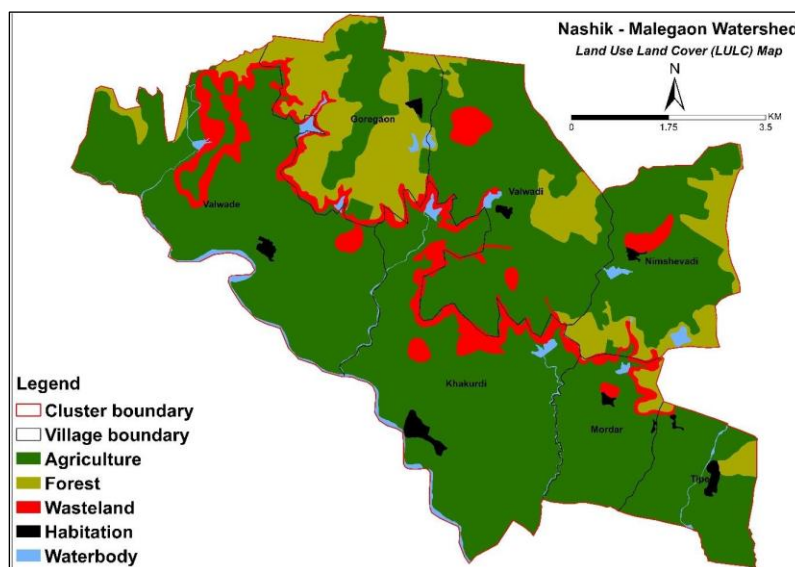 Nashik - Malegaon Watershed
Land Use Land Cover (LULC) Map
N
KM
0 1.75 3.5
Goregaon
Valwade
Valwadi
Nimshevadi
Khakurdi
Mordar
Tipe
Legend
Cluster boundary
Village boundary
Agriculture
Forest
Wasteland
Habitation
Waterbody